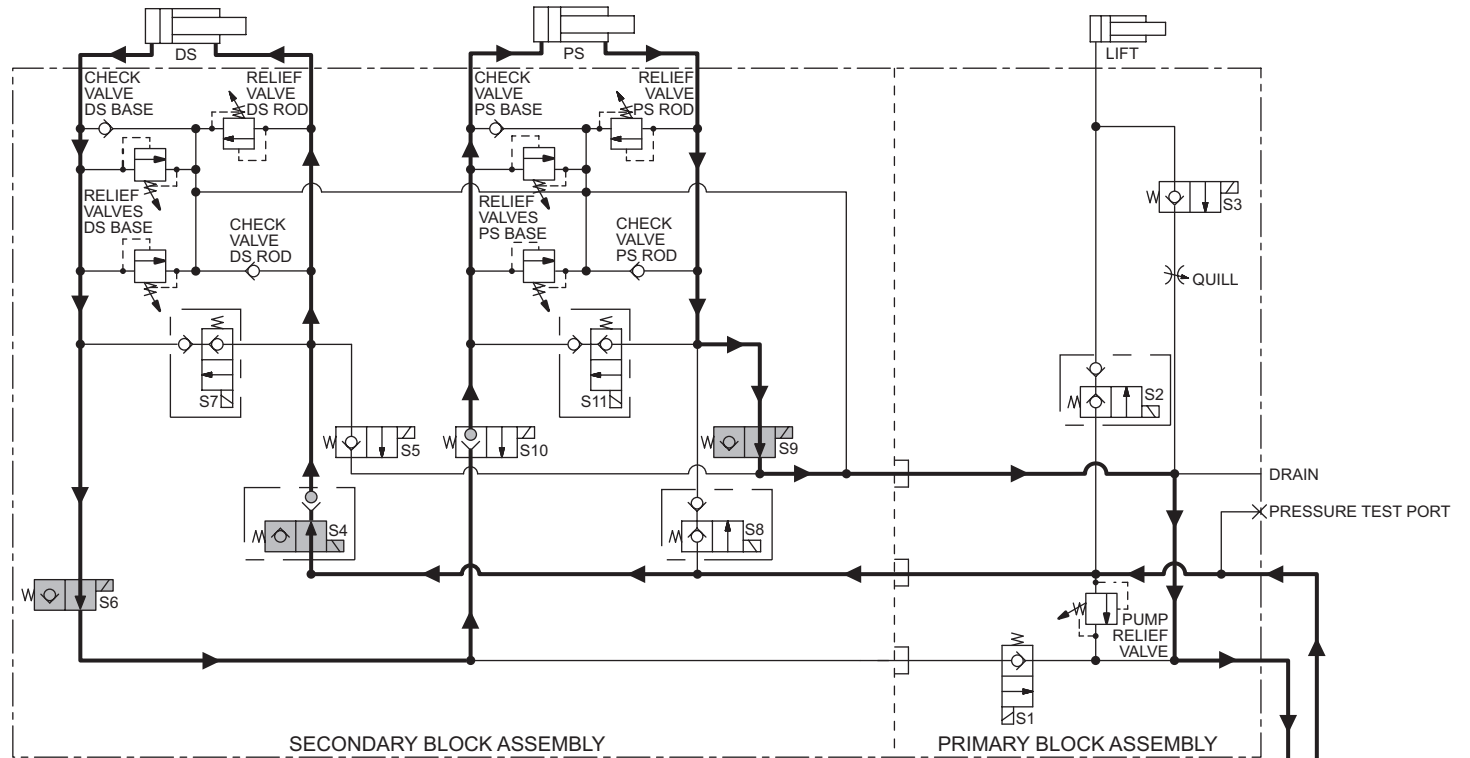 DS
PS
LIFT
CHECK
VALVE
DS BASE
RELIEF
VALVE
DS ROD
CHECK
VALVE
PS BASE
RELIEF
VALVE
PS ROD
RELIEF
VALVES
DS BASE
CHECK
VALVE
DS ROD
RELIEF
VALVES
PS BASE
CHECK
VALVE
PS ROD
S3
QUILL
S7
S11
S2
S5
S10
S9
DRAIN
PRESSURE TEST PORT
S4
S8
S6
PUMP
RELIEF
VALVE
S1
SECONDARY BLOCK ASSEMBLY
PRIMARY BLOCK ASSEMBLY